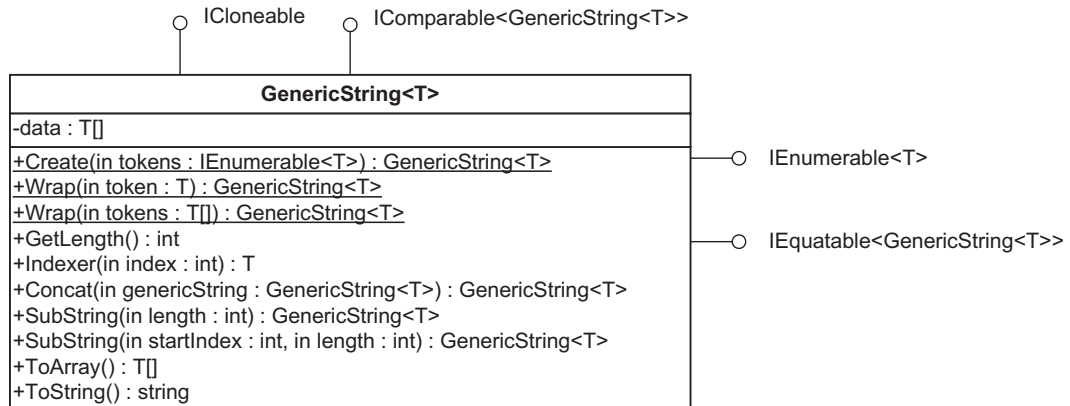 ICloneable
IComparable<GenericString<T>>
GenericString<T>
-data : T[]
+Create(in tokens : IEnumerable<T>) : GenericString<T>
+Wrap(in token : T) : GenericString<T>
+Wrap(in tokens : T[]) : GenericString<T>
+GetLength() : int
+Indexer(in index : int) : T
+Concat(in genericString : GenericString<T>) : GenericString<T>
+SubString(in length : int) : GenericString<T>
+SubString(in startIndex : int, in length : int) : GenericString<T>
+ToArray() : T[]
+ToString() : string
IEnumerable<T>
IEquatable<GenericString<T>>